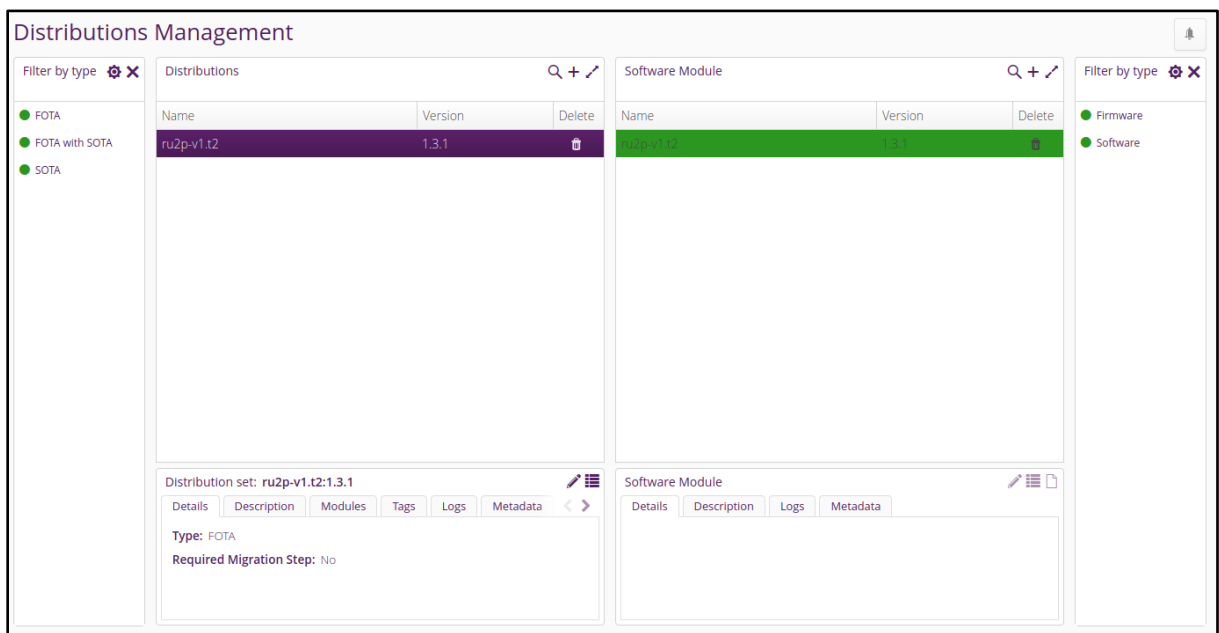 Distributions Management
Filter by type
FOTA
FOTA with SOTA
SOTA
Distributions
Name Version Delete
ru2p-v1.t2 1.3.1
Distribution set: ru2p-v1.t2:1.3.1
Details Description Modules Tags Logs Metadata
Type: FOTA
Required Migration Step: No
Software Module
Name Version Delete
ru2p-v1.t2 1.3.1
Software Module
Details Description Logs Metadata
Filter by type
Firmware
Software